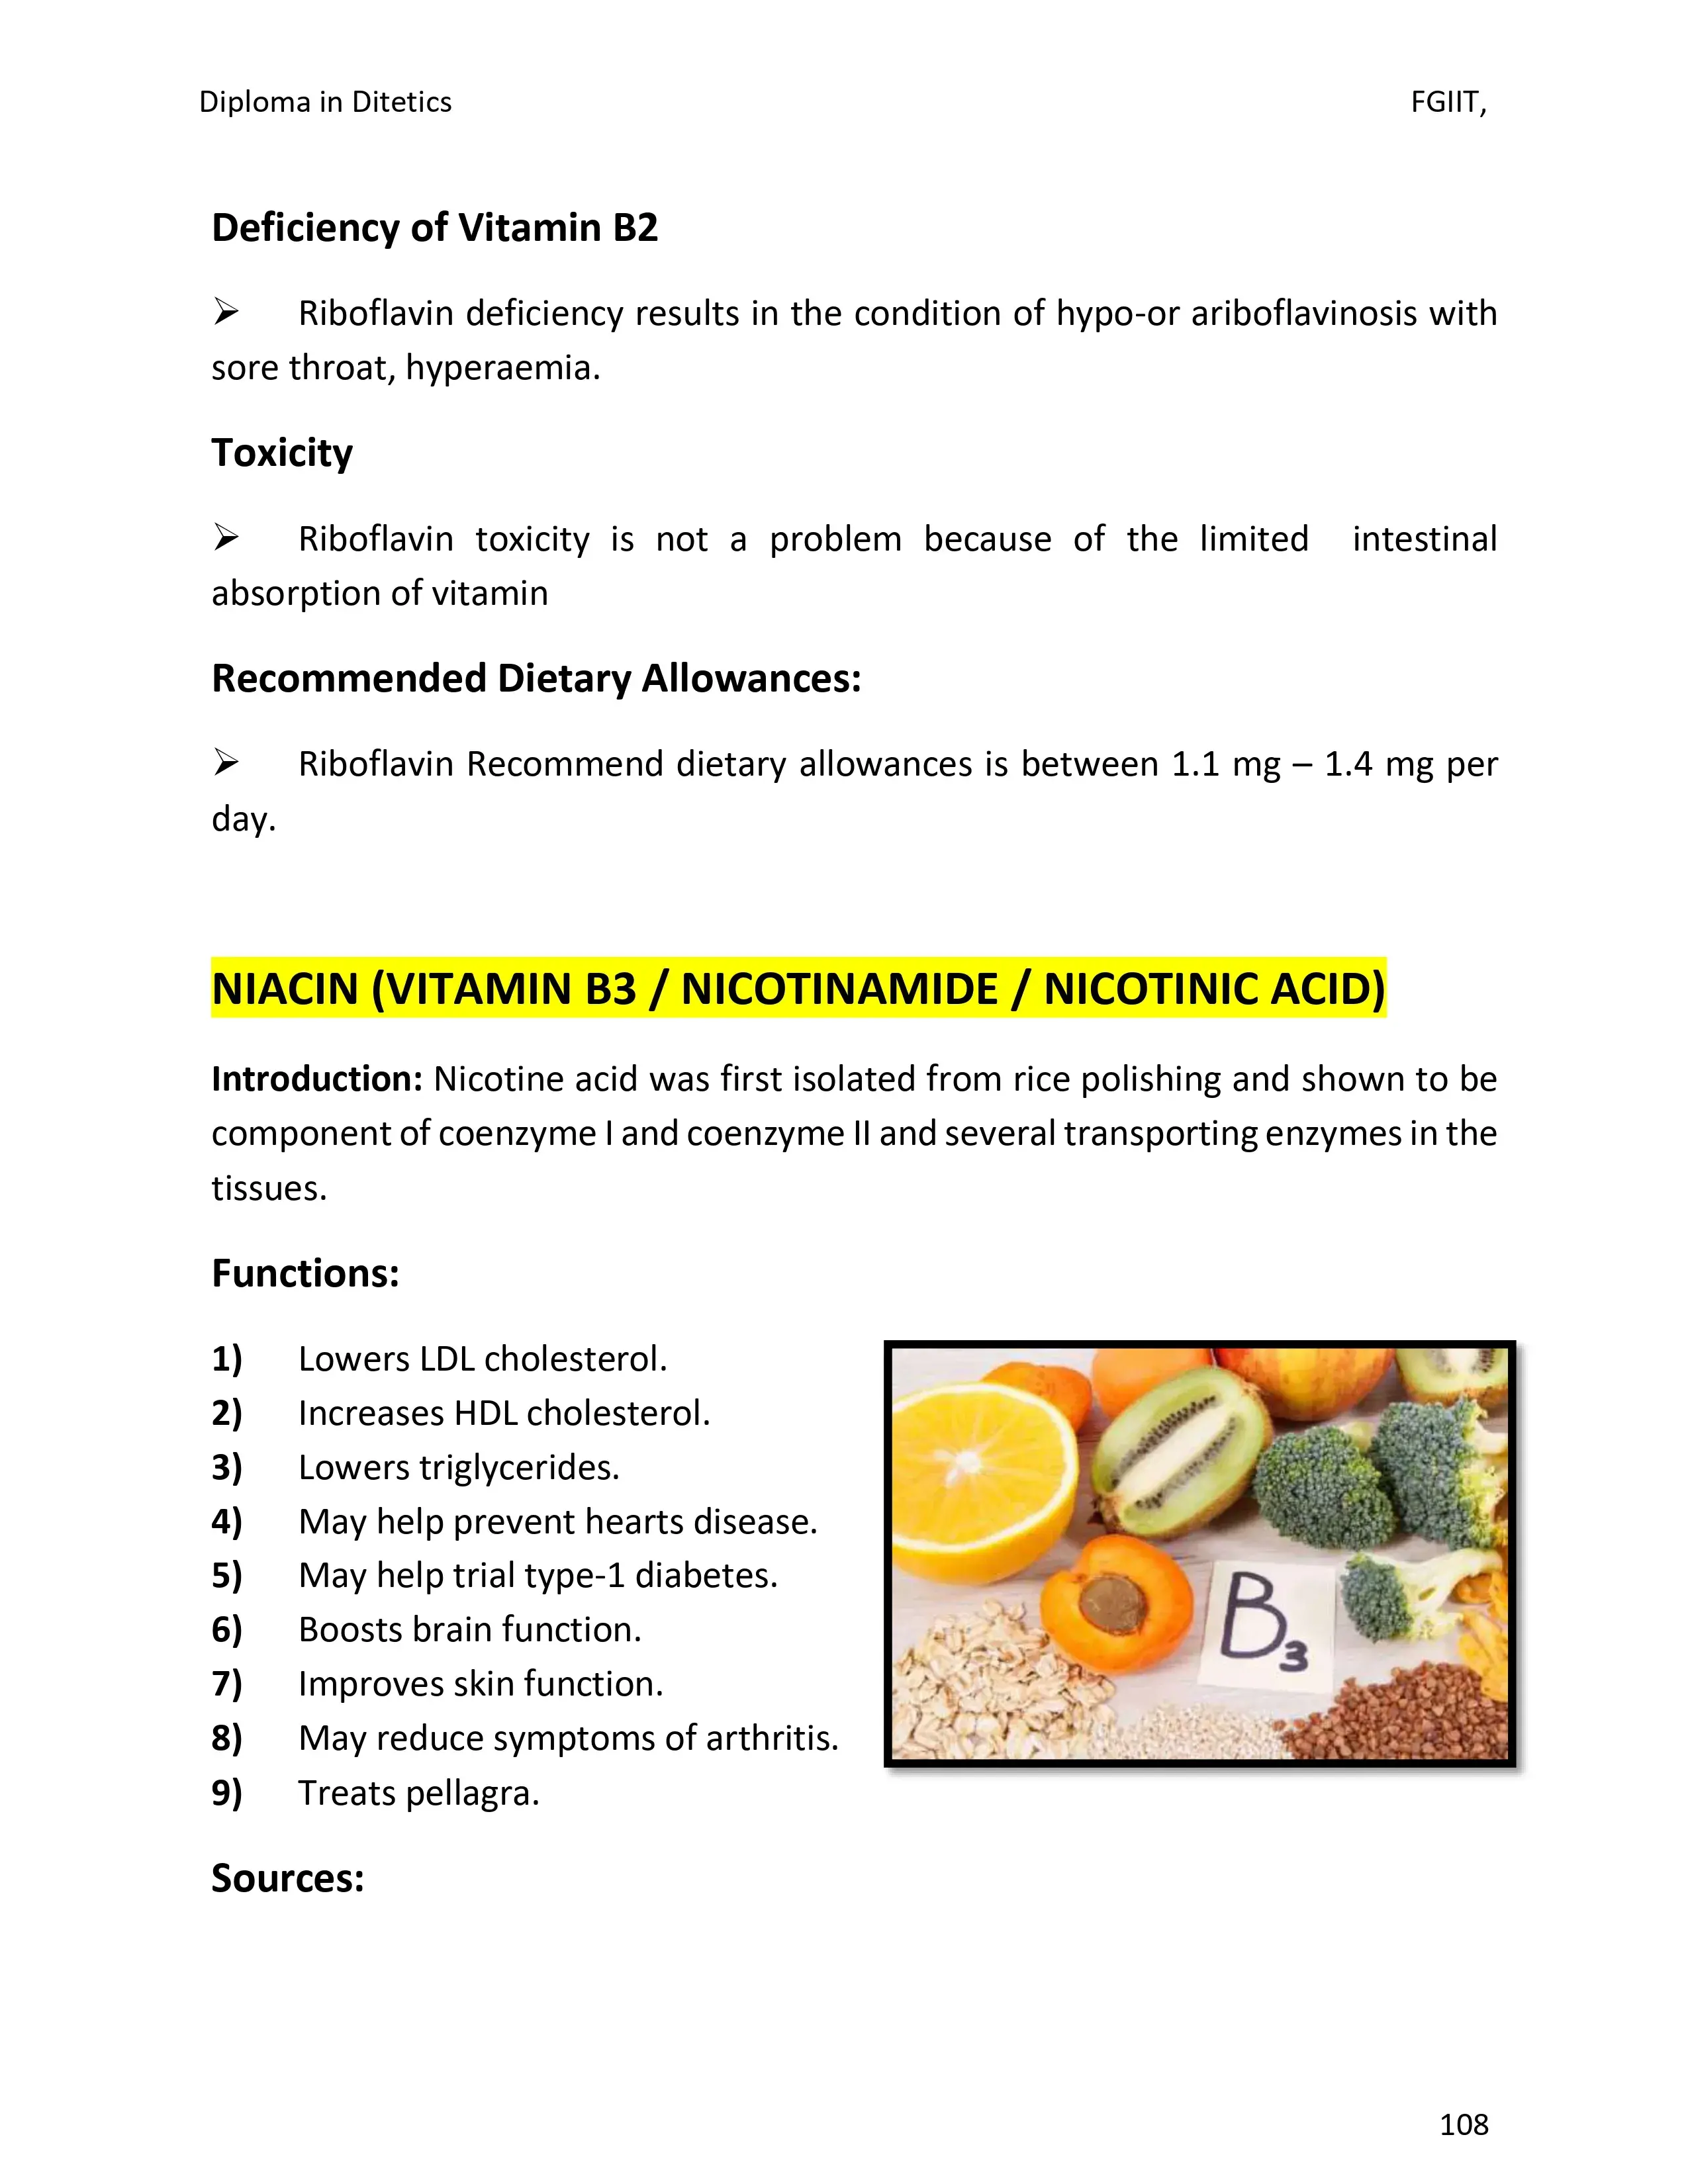 Diploma in Ditetics FGIIT,
Deficiency of Vitamin B2
➢ Riboflavin deficiency results in the condition of hypo-or ariboflavinosis with
sore throat, hyperaemia.
Toxicity
➢ Riboflavin toxicity is not a problem because of the limited intestinal
absorption of vitamin
Recommended Dietary Allowances:
➢ Riboflavin Recommend dietary allowances is between 1.1 mg – 1.4 mg per
day.
NIACIN (VITAMIN B3 / NICOTINAMIDE / NICOTINIC ACID)
Introduction: Nicotine acid was first isolated from rice polishing and shown to be
component of coenzyme I and coenzyme II and several transporting enzymes in the
tissues.
Functions:
1) Lowers LDL cholesterol.
2) Increases HDL cholesterol.
3) Lowers triglycerides.
4) May help prevent hearts disease.
5) May help trial type-1 diabetes.
6) Boosts brain function.
7) Improves skin function.
8) May reduce symptoms of arthritis.
9) Treats pellagra.
B3
Sources:
108